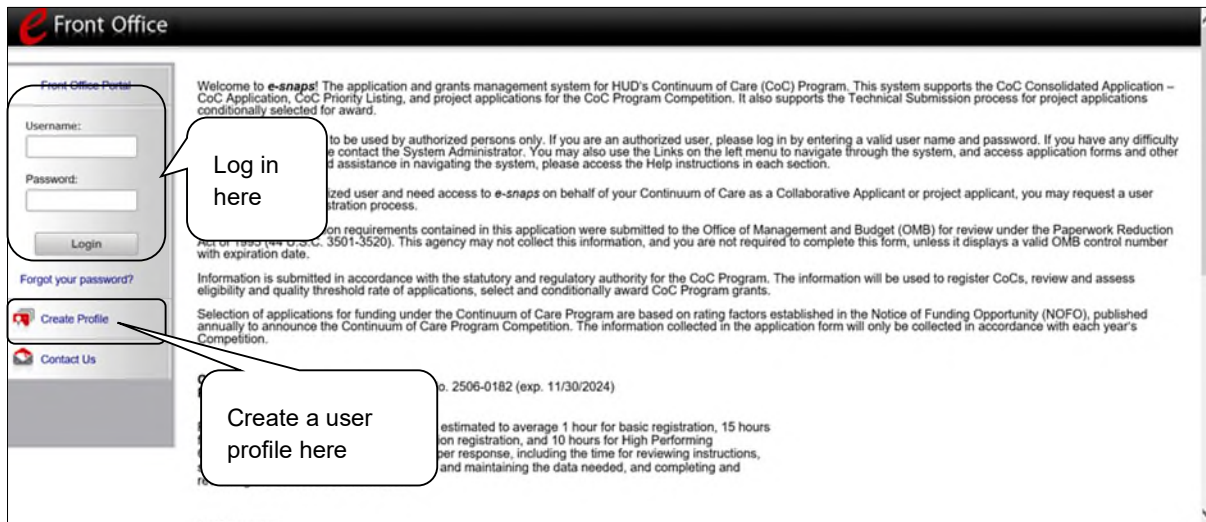 e Front Office
Front Office Portal
Username:
Password:
Login
Forgot your password?
Create Profile
Contact Us
Log in
here
Create a user
profile here
Welcome to e-snaps! The application and grants management system for HUD's Continuum of Care (CoC) Program. This system supports the CoC Consolidated Application –
CoC Application, CoC Priority Listing, and project applications for the CoC Program Competition. It also supports the Technical Submission process for project applications
conditionally selected for award.
to be used by authorized persons only. If you are an authorized user, please log in by entering a valid user name and password. If you have any difficulty
contact the System Administrator. You may also use the Links on the left menu to navigate through the system, and access application forms and other
assistance in navigating the system, please access the Help instructions in each section.
user and need access to e-snaps on behalf of your Continuum of Care as a Collaborative Applicant or project applicant, you may request a user
process.
requirements contained in this application were submitted to the Office of Management and Budget (OMB) for review under the Paperwork Reduction
Act of 1995 (44 U.S.C. 3501-3520). This agency may not collect this information, and you are not required to complete this form, unless it displays a valid OMB control number
with expiration date.
Information is submitted in accordance with the statutory and regulatory authority for the CoC Program. The information will be used to register CoCs, review and assess
eligibility and quality threshold rate of applications, select and conditionally award CoC Program grants.
Selection of applications for funding under the Continuum of Care Program are based on rating factors established in the Notice of Funding Opportunity (NOFO), published
annually to announce the Continuum of Care Program Competition. The information collected in the application form will only be collected in accordance with each year's
Competition.
2506-0182 (exp. 11/30/2024)
estimated to average 1 hour for basic registration, 15 hours
registration, and 10 hours for High Performing
per response, including the time for reviewing instructions,
and maintaining the data needed, and completing and